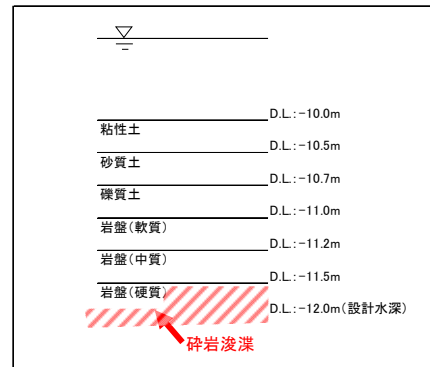 D.L.:-10.0m
粘性土
D.L.:-10.5m
砂質土
D.L.:-10.7m
礫質土
D.L.:-11.0m
岩盤(軟質)
D.L.:-11.2m
岩盤(中質)
D.L.:-11.5m
岩盤(硬質)
D.L.:-12.0m(設計水深)
砕岩浚渫